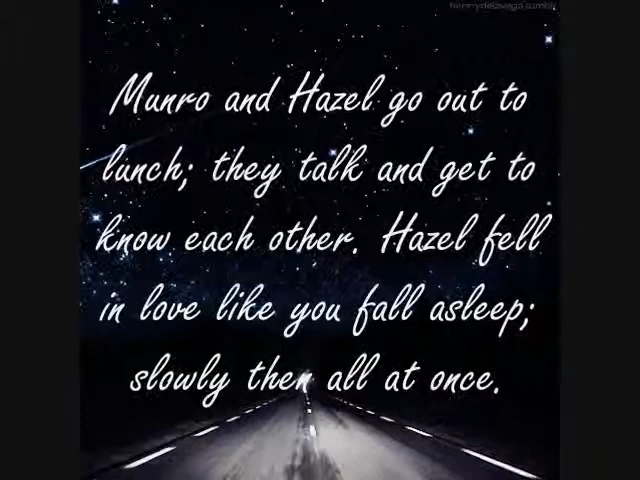 Munro and Hazel go out to
lunch; they talk and get to
know each other. Hazel fell
in love like you fall asleep;
slowly then all at once.